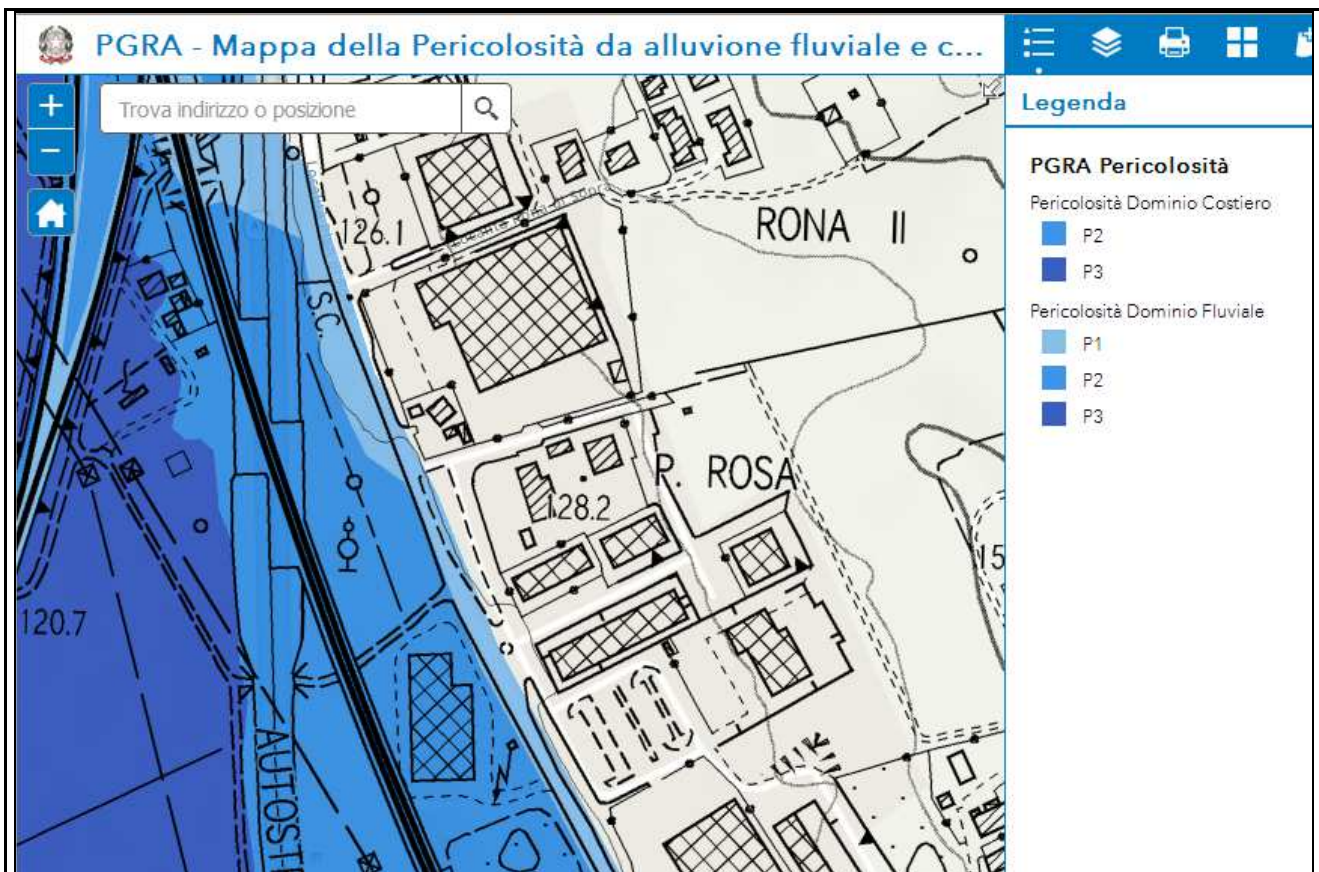 PGRA - Mappa della Pericolosità da alluvione fluviale e c...
Trova indirizzo o posizione
Legenda
PGRA Pericolosità
Pericolosità Dominio Costiero
P2
P3
Pericolosità Dominio Fluviale
P1
P2
P3
126.1
RONA II
S.C.
P. ROSA
128.2
15
120.7
AUTOST